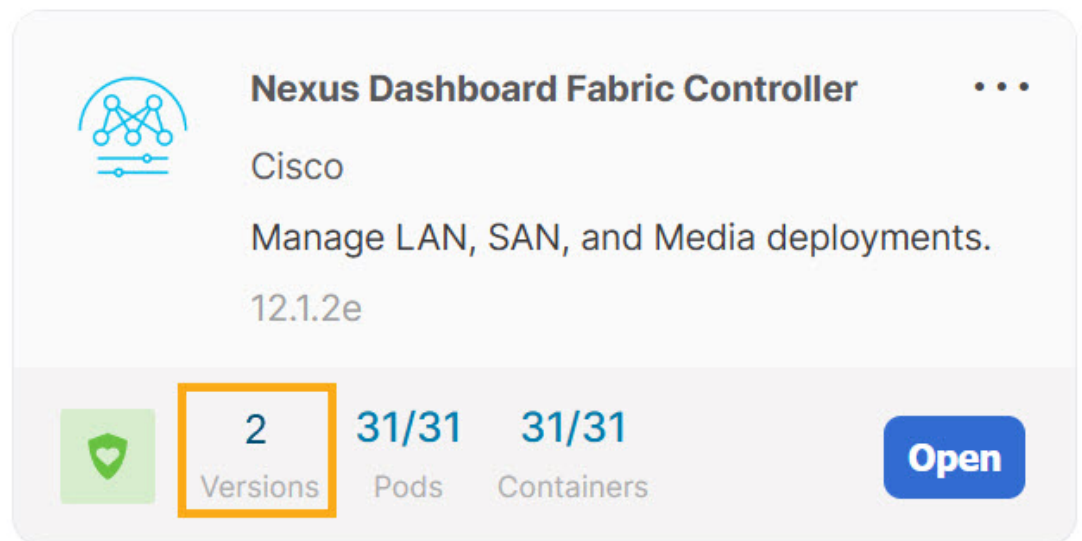 Nexus Dashboard Fabric Controller
Cisco
Manage LAN, SAN, and Media deployments.
12.1.2e
2 31/31 31/31
Versions Pods Containers
Open